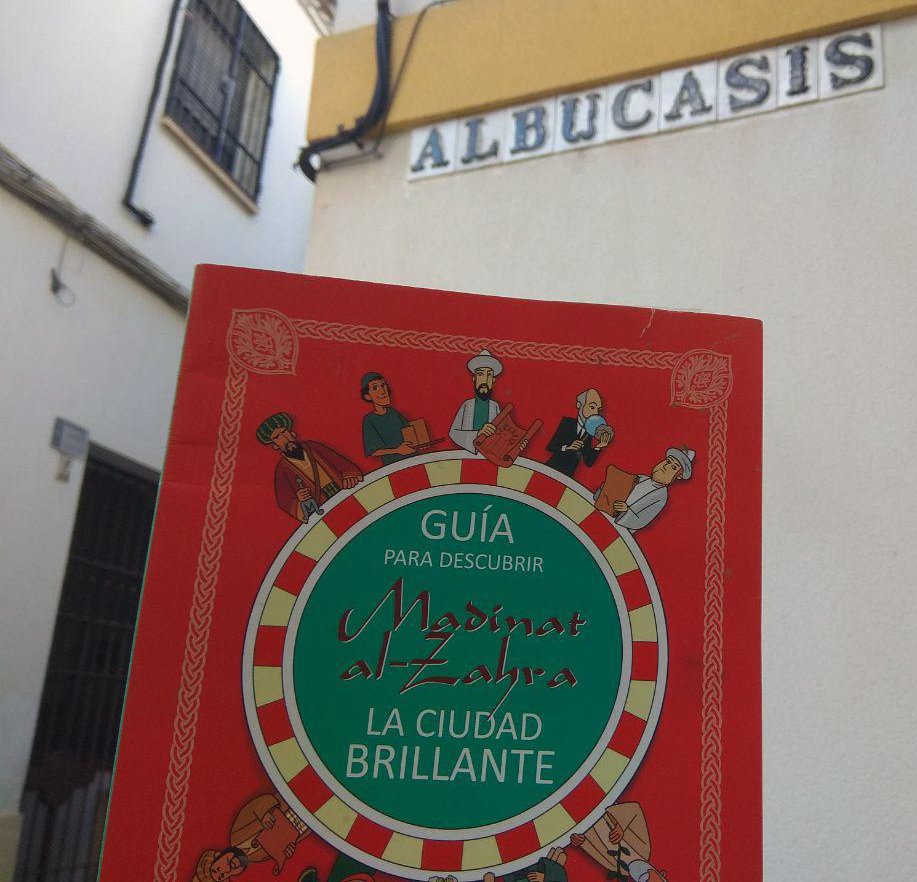 ALBUCASIS
GUÍA
PARA DESCUBRIR
Madinat
al-Zahra
LA CIUDAD
BRILLANTE